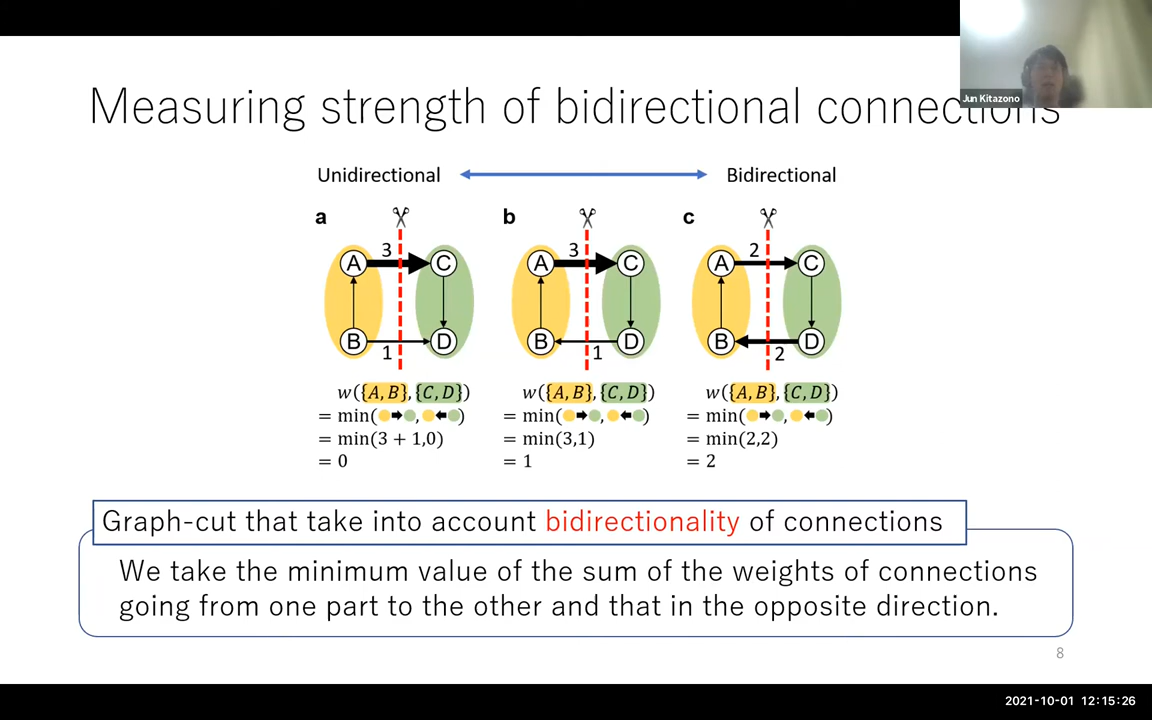 Jun Kitazono
Measuring strength of bidirectional connections
Unidirectional
Bidirectional
a
3
A
C
B
D
1
w({A, B}, {C, D})
= min( , )
= min(3 + 1,0)
= 0
b
3
A
C
B
D
1
w({A, B}, {C, D})
= min( , )
= min(3,1)
= 1
c
2
A
C
B
D
2
w({A, B}, {C, D})
= min( , )
= min(2,2)
= 2
Graph-cut that take into account bidirectionality of connections
We take the minimum value of the sum of the weights of connections
going from one part to the other and that in the opposite direction.
8
2021-10-01 12:15:26